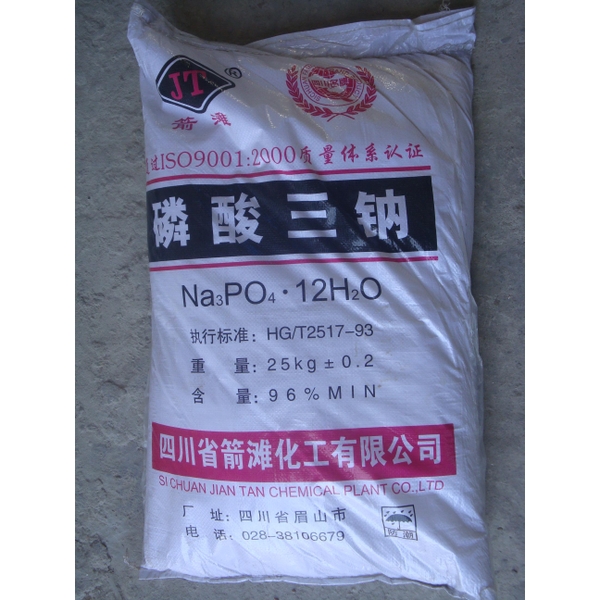 JT®
箭滩
ISO9001:2000质量体系认证
磷酸三钠
Na₃PO₄·12H₂O
执行标准：HG/T2517-93
重 量：25kg±0.2
含 量：96%MIN
四川省箭滩化工有限公司
SI CHUAN JIAN TAN CHEMICAL PLANT CO.,LTD
厂 址：四川省眉山市
电 话：028-38106679
防潮